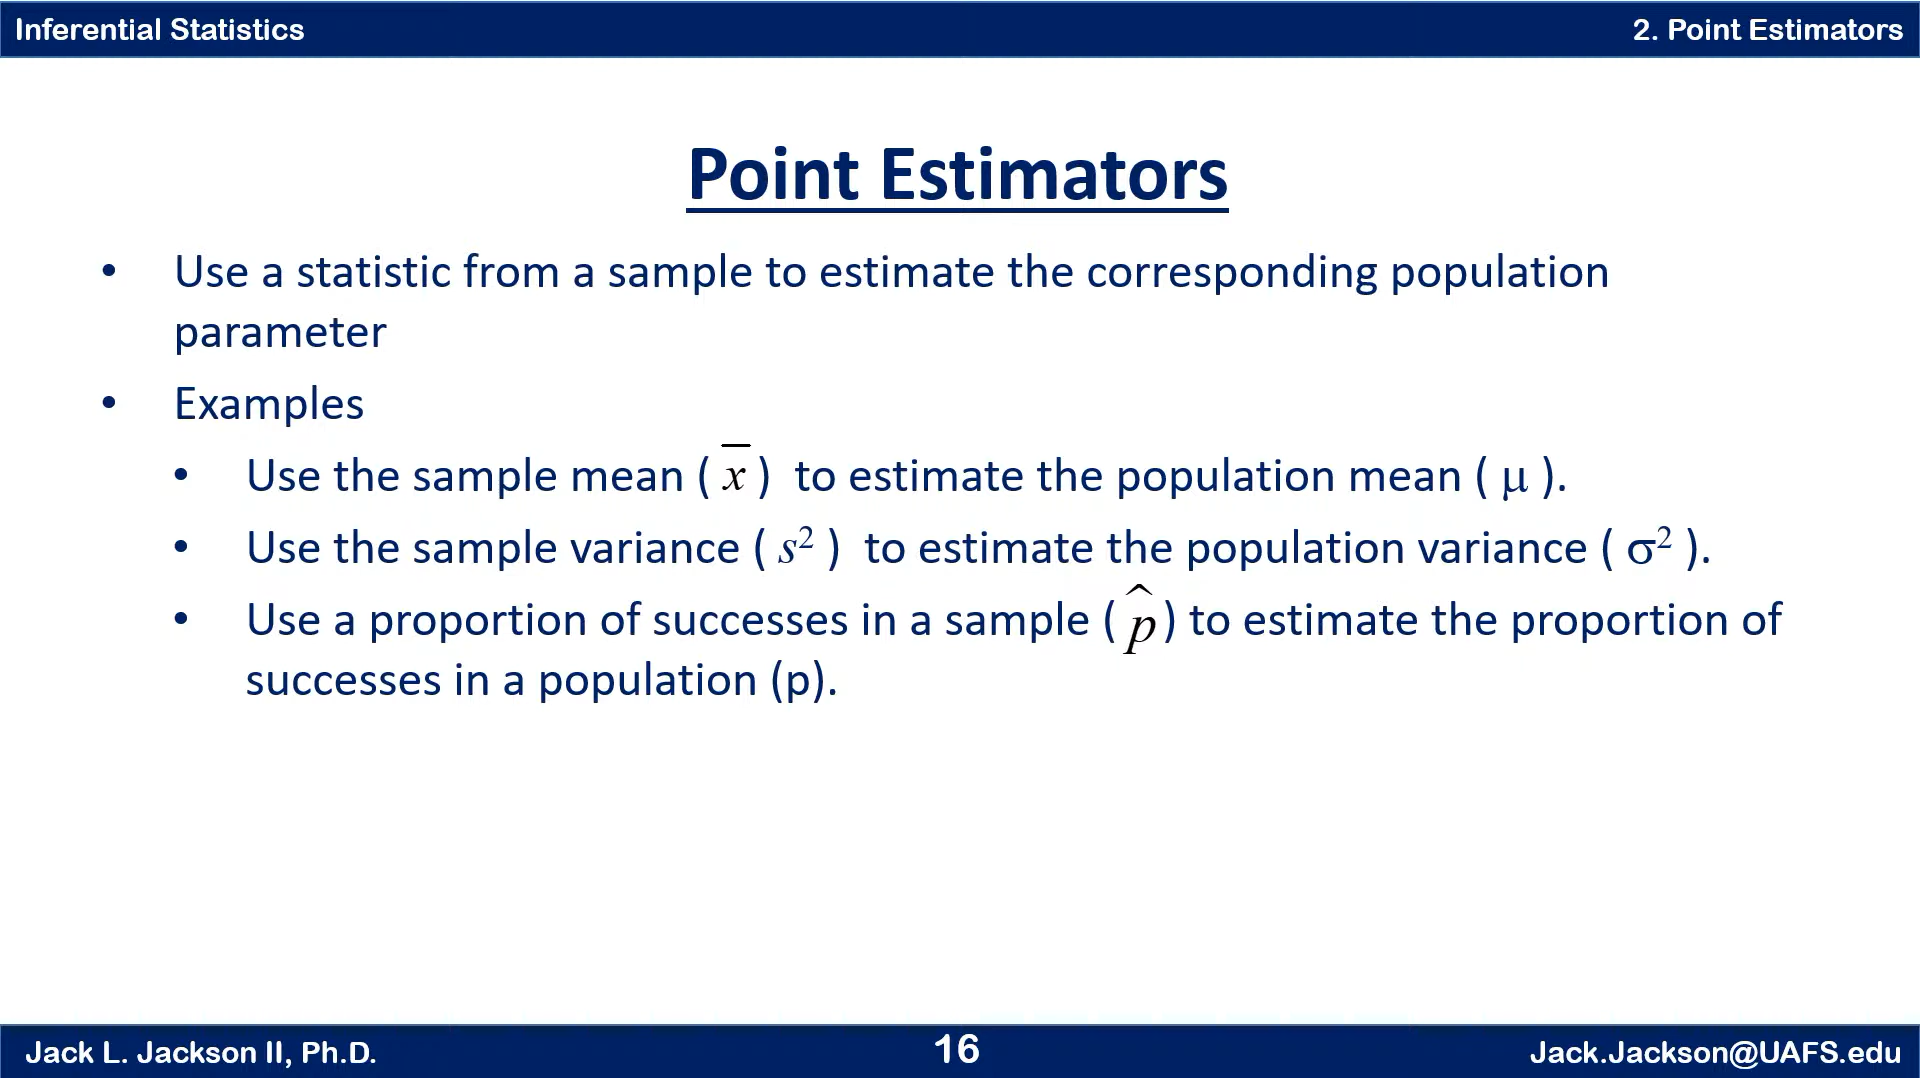 Inferential Statistics
2. Point Estimators
Point Estimators
• Use a statistic from a sample to estimate the corresponding population
parameter
• Examples
• Use the sample mean ( x̅ ) to estimate the population mean ( μ ).
• Use the sample variance ( s² ) to estimate the population variance ( σ² ).
• Use a proportion of successes in a sample ( p̂ ) to estimate the proportion of
successes in a population (p).
Jack L. Jackson II, Ph.D.
16
Jack.Jackson@UAFS.edu